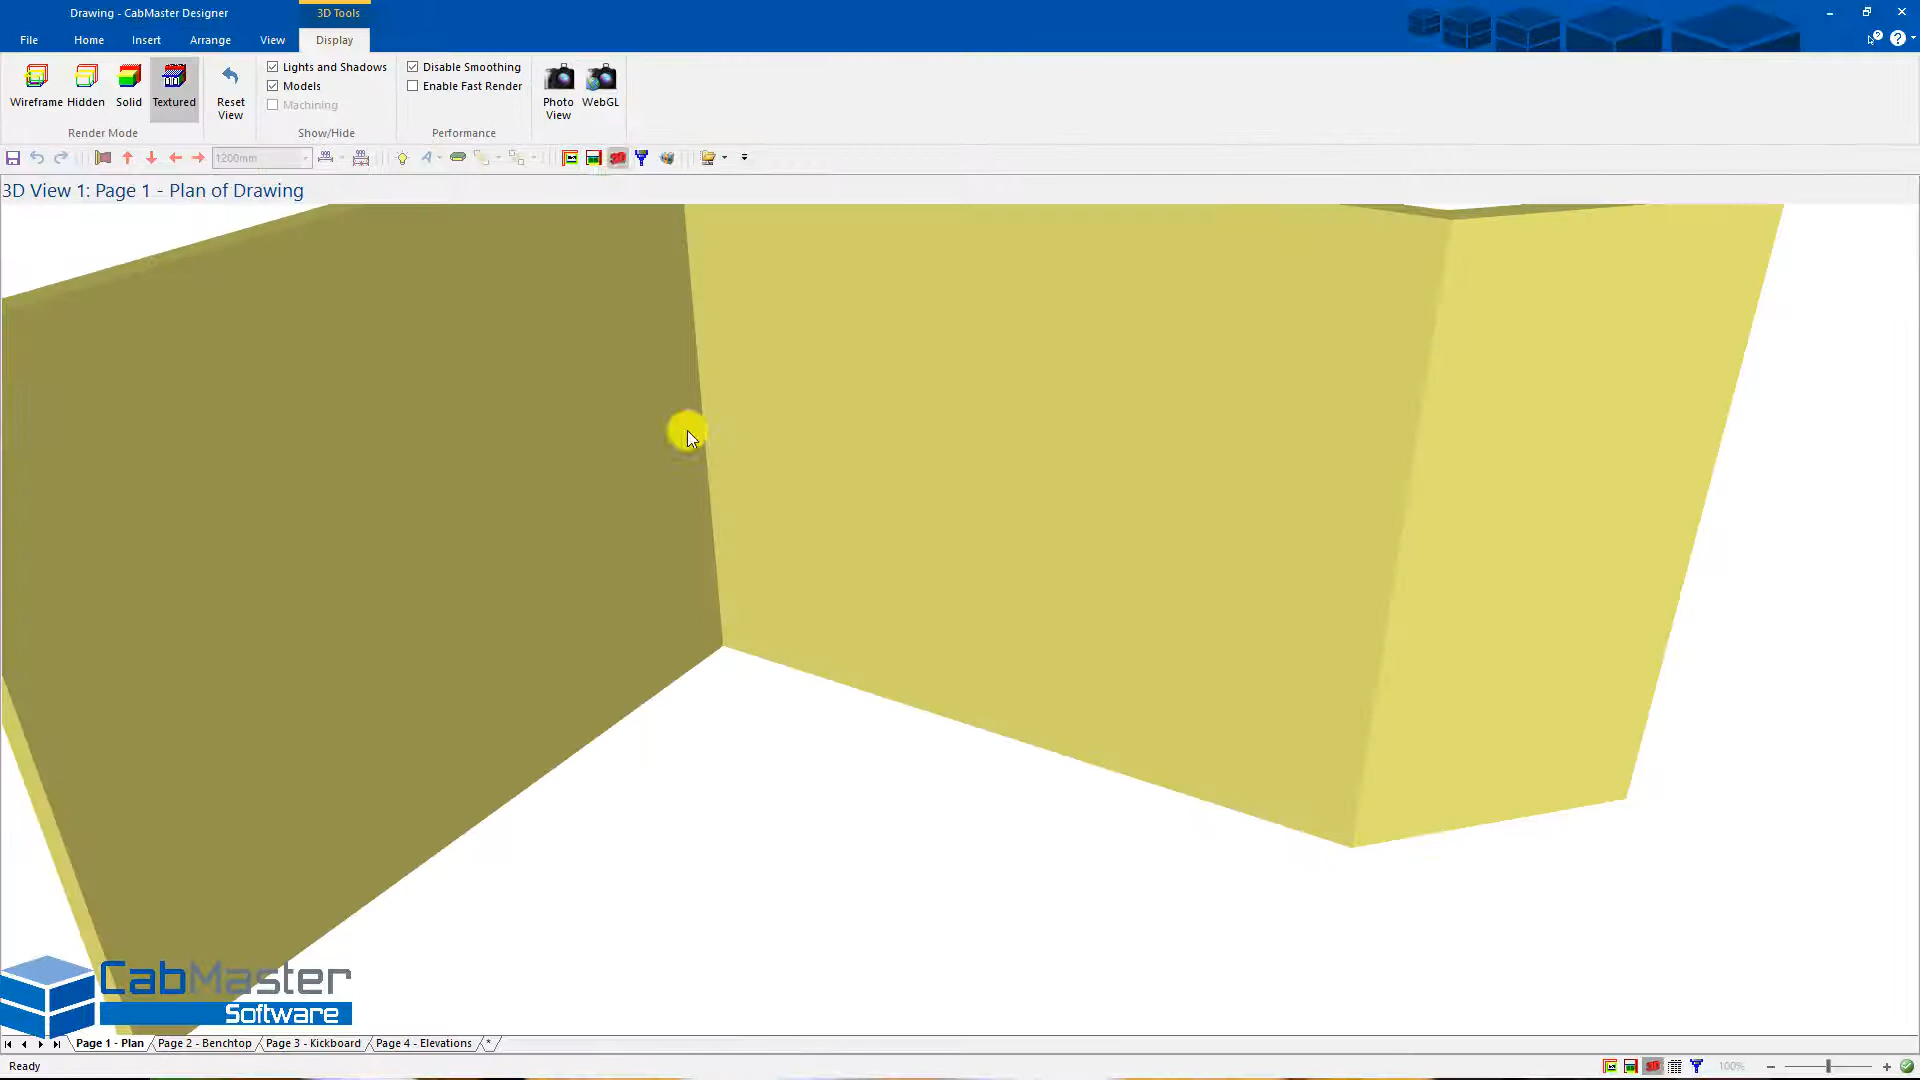 Drawing - CabMaster Designer
3D Tools
File
Home
Insert
Arrange
View
Display
Wireframe
Hidden
Solid
Textured
Reset
View
Lights and Shadows
Models
Machining
Disable Smoothing
Enable Fast Render
Photo
View
WebGL
Render Mode
Show/Hide
Performance
1200mm
3D
3D View 1: Page 1 - Plan of Drawing
CabMaster
Software
Page 1 - Plan
Page 2 - Benchtop
Page 3 - Kickboard
Page 4 - Elevations
*
Ready
3D
100%